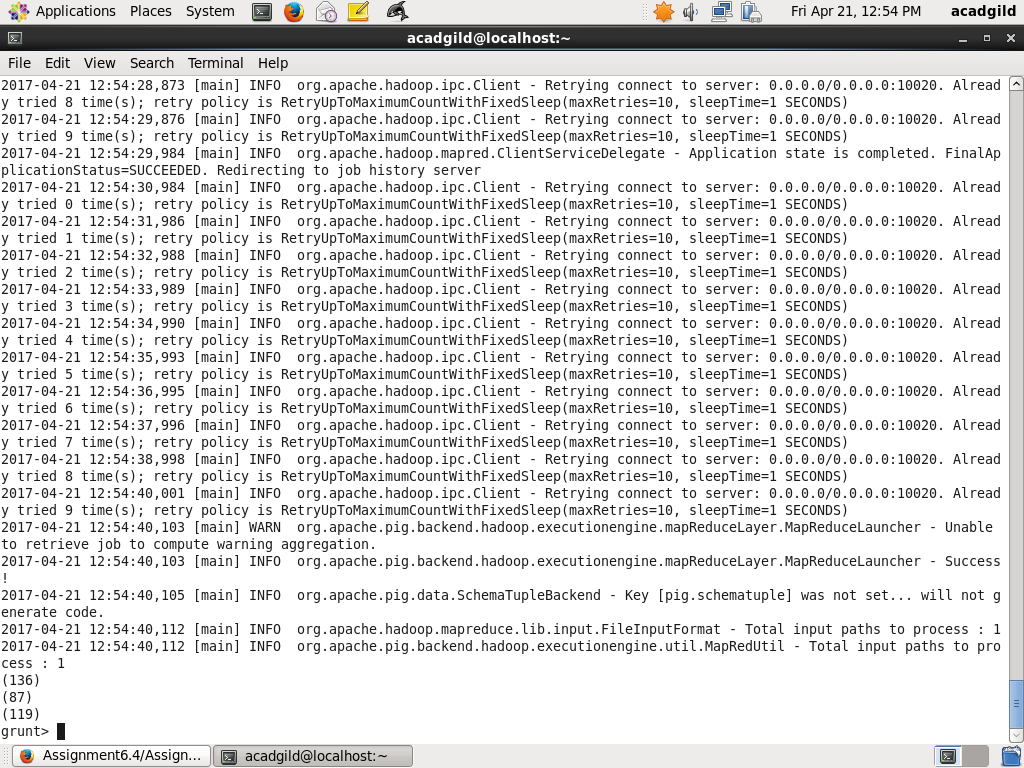 Applications Places System Fri Apr 21, 12:54 PM acadgild
acadgild@localhost:~
File Edit View Search Terminal Help
2017-04-21 12:54:28,873 [main] INFO  org.apache.hadoop.ipc.Client - Retrying connect to server: 0.0.0.0/0.0.0.0:10020. Alread
y tried 8 time(s); retry policy is RetryUpToMaximumCountWithFixedSleep(maxRetries=10, sleepTime=1 SECONDS)
2017-04-21 12:54:29,876 [main] INFO  org.apache.hadoop.ipc.Client - Retrying connect to server: 0.0.0.0/0.0.0.0:10020. Alread
y tried 9 time(s); retry policy is RetryUpToMaximumCountWithFixedSleep(maxRetries=10, sleepTime=1 SECONDS)
2017-04-21 12:54:29,984 [main] INFO  org.apache.hadoop.mapred.ClientServiceDelegate - Application state is completed. FinalAp
plicationStatus=SUCCEEDED. Redirecting to job history server
2017-04-21 12:54:30,984 [main] INFO  org.apache.hadoop.ipc.Client - Retrying connect to server: 0.0.0.0/0.0.0.0:10020. Alread
y tried 0 time(s); retry policy is RetryUpToMaximumCountWithFixedSleep(maxRetries=10, sleepTime=1 SECONDS)
2017-04-21 12:54:31,986 [main] INFO  org.apache.hadoop.ipc.Client - Retrying connect to server: 0.0.0.0/0.0.0.0:10020. Alread
y tried 1 time(s); retry policy is RetryUpToMaximumCountWithFixedSleep(maxRetries=10, sleepTime=1 SECONDS)
2017-04-21 12:54:32,988 [main] INFO  org.apache.hadoop.ipc.Client - Retrying connect to server: 0.0.0.0/0.0.0.0:10020. Alread
y tried 2 time(s); retry policy is RetryUpToMaximumCountWithFixedSleep(maxRetries=10, sleepTime=1 SECONDS)
2017-04-21 12:54:33,989 [main] INFO  org.apache.hadoop.ipc.Client - Retrying connect to server: 0.0.0.0/0.0.0.0:10020. Alread
y tried 3 time(s); retry policy is RetryUpToMaximumCountWithFixedSleep(maxRetries=10, sleepTime=1 SECONDS)
2017-04-21 12:54:34,990 [main] INFO  org.apache.hadoop.ipc.Client - Retrying connect to server: 0.0.0.0/0.0.0.0:10020. Alread
y tried 4 time(s); retry policy is RetryUpToMaximumCountWithFixedSleep(maxRetries=10, sleepTime=1 SECONDS)
2017-04-21 12:54:35,993 [main] INFO  org.apache.hadoop.ipc.Client - Retrying connect to server: 0.0.0.0/0.0.0.0:10020. Alread
y tried 5 time(s); retry policy is RetryUpToMaximumCountWithFixedSleep(maxRetries=10, sleepTime=1 SECONDS)
2017-04-21 12:54:36,995 [main] INFO  org.apache.hadoop.ipc.Client - Retrying connect to server: 0.0.0.0/0.0.0.0:10020. Alread
y tried 6 time(s); retry policy is RetryUpToMaximumCountWithFixedSleep(maxRetries=10, sleepTime=1 SECONDS)
2017-04-21 12:54:37,996 [main] INFO  org.apache.hadoop.ipc.Client - Retrying connect to server: 0.0.0.0/0.0.0.0:10020. Alread
y tried 7 time(s); retry policy is RetryUpToMaximumCountWithFixedSleep(maxRetries=10, sleepTime=1 SECONDS)
2017-04-21 12:54:38,998 [main] INFO  org.apache.hadoop.ipc.Client - Retrying connect to server: 0.0.0.0/0.0.0.0:10020. Alread
y tried 8 time(s); retry policy is RetryUpToMaximumCountWithFixedSleep(maxRetries=10, sleepTime=1 SECONDS)
2017-04-21 12:54:40,001 [main] INFO  org.apache.hadoop.ipc.Client - Retrying connect to server: 0.0.0.0/0.0.0.0:10020. Alread
y tried 9 time(s); retry policy is RetryUpToMaximumCountWithFixedSleep(maxRetries=10, sleepTime=1 SECONDS)
2017-04-21 12:54:40,103 [main] WARN  org.apache.pig.backend.hadoop.executionengine.mapReduceLayer.MapReduceLauncher - Unable
to retrieve job to compute warning aggregation.
2017-04-21 12:54:40,103 [main] INFO  org.apache.pig.backend.hadoop.executionengine.mapReduceLayer.MapReduceLauncher - Success
!
2017-04-21 12:54:40,105 [main] INFO  org.apache.pig.data.SchemaTupleBackend - Key [pig.schematuple] was not set... will not g
enerate code.
2017-04-21 12:54:40,112 [main] INFO  org.apache.hadoop.mapreduce.lib.input.FileInputFormat - Total input paths to process : 1
2017-04-21 12:54:40,112 [main] INFO  org.apache.pig.backend.hadoop.executionengine.util.MapRedUtil - Total input paths to pro
cess : 1
(136)
(87)
(119)
grunt>
Assignment6.4/Assign... acadgild@localhost:~